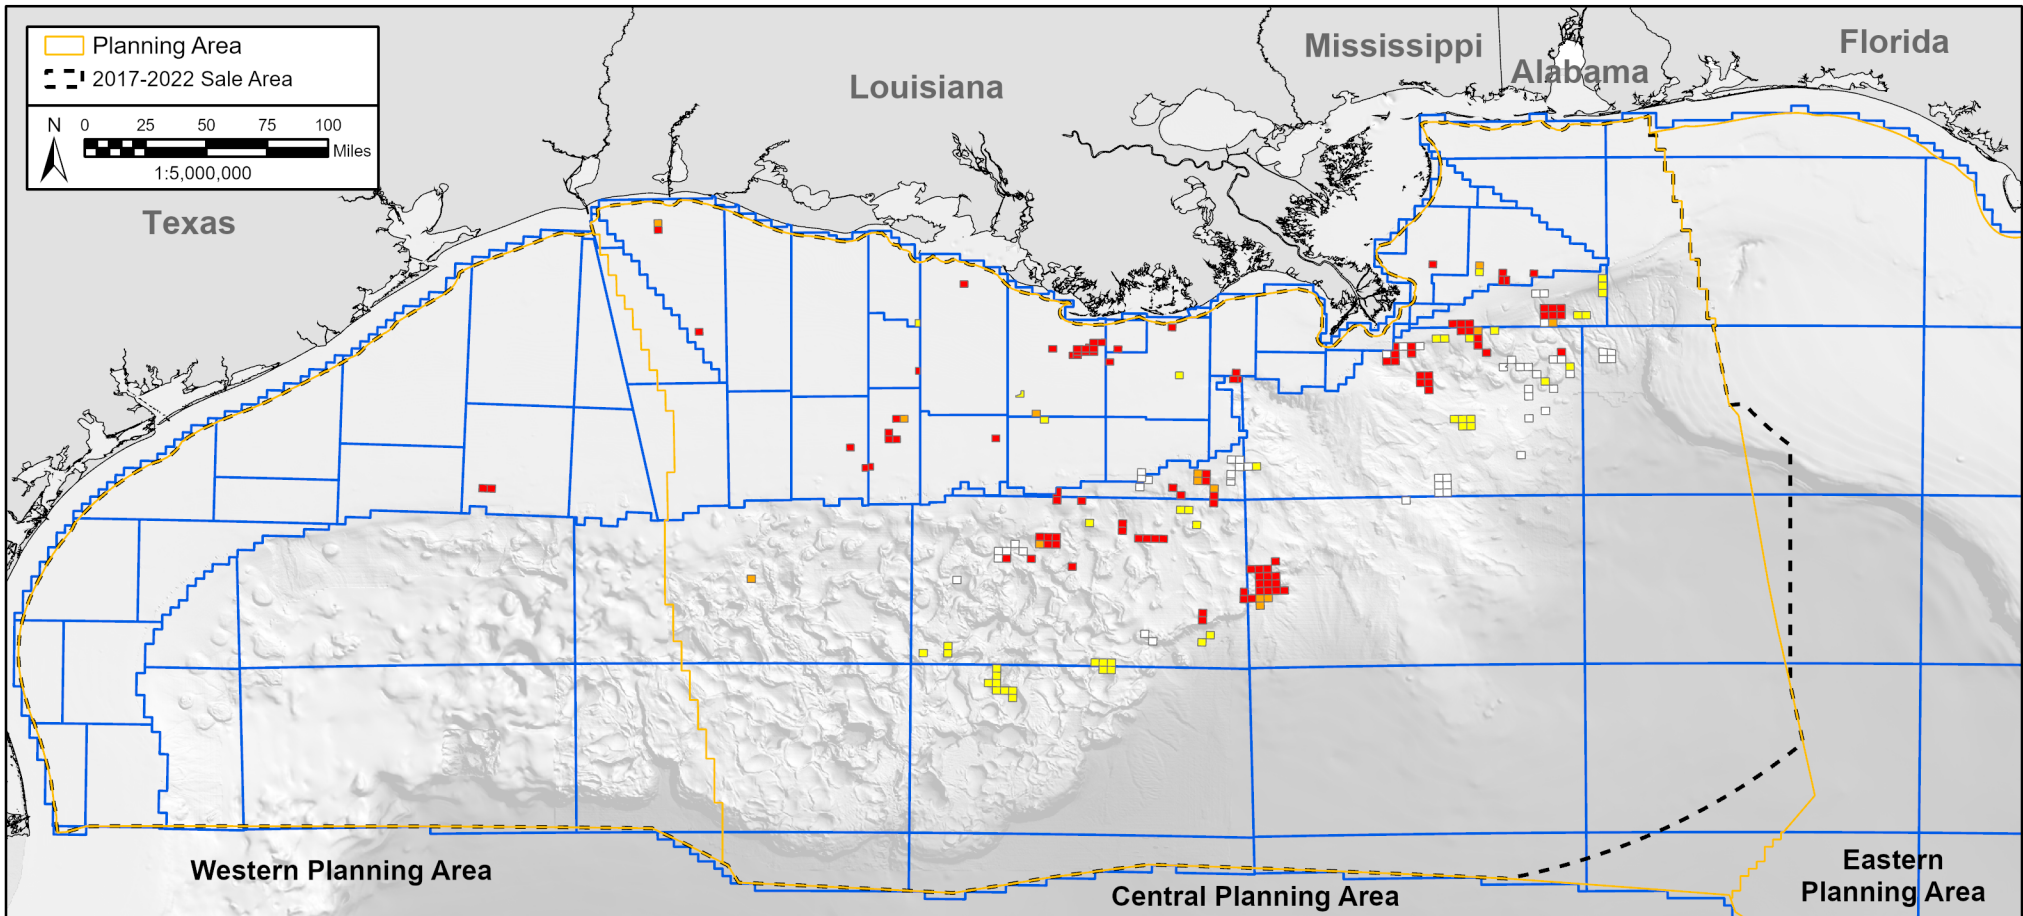 Planning Area
2017-2022 Sale Area
N 0 25 50 75 100
Miles
1:5,000,000
Texas
Louisiana
Mississippi
Alabama
Florida
Western Planning Area
Central Planning Area
Eastern
Planning Area